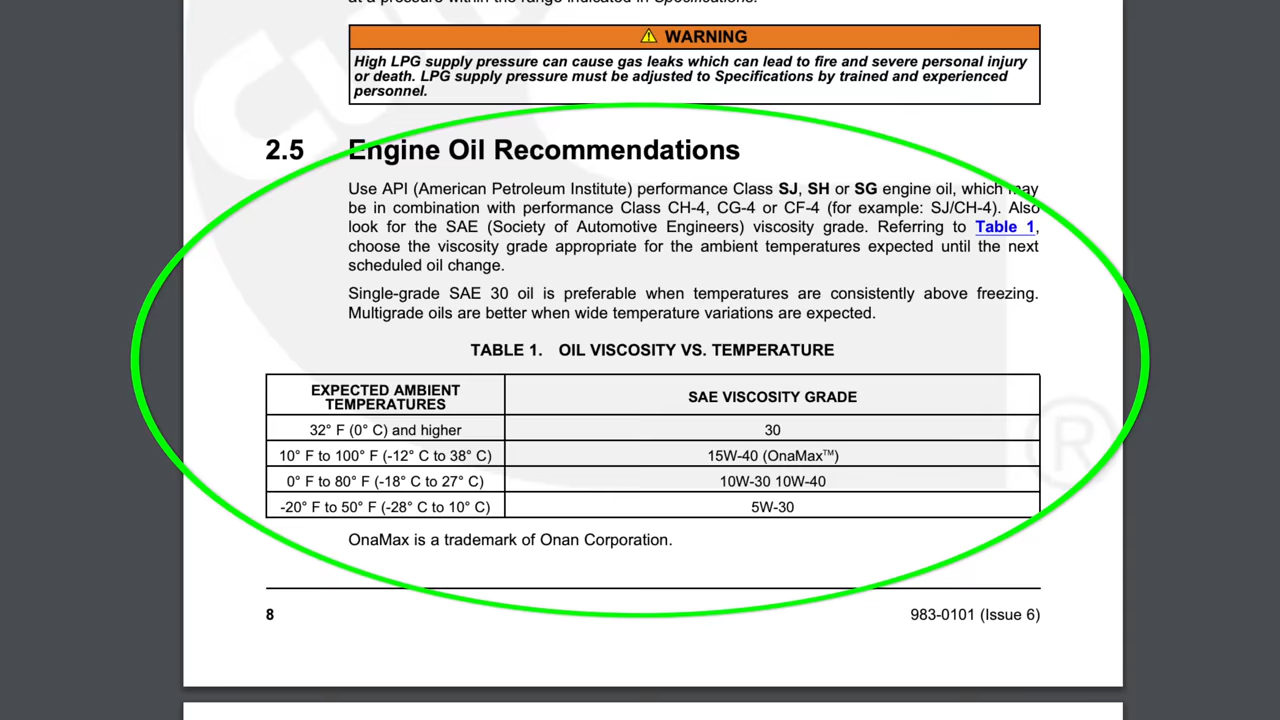 at a pressure within the range indicated in Specifications.
WARNING
High LPG supply pressure can cause gas leaks which can lead to fire and severe personal injury
or death. LPG supply pressure must be adjusted to Specifications by trained and experienced
personnel.
2.5 Engine Oil Recommendations
Use API (American Petroleum Institute) performance Class SJ, SH or SG engine oil, which may
be in combination with performance Class CH-4, CG-4 or CF-4 (for example: SJ/CH-4). Also
look for the SAE (Society of Automotive Engineers) viscosity grade. Referring to Table 1,
choose the viscosity grade appropriate for the ambient temperatures expected until the next
scheduled oil change.
Single-grade SAE 30 oil is preferable when temperatures are consistently above freezing.
Multigrade oils are better when wide temperature variations are expected.
TABLE 1. OIL VISCOSITY VS. TEMPERATURE
EXPECTED AMBIENT
TEMPERATURES
SAE VISCOSITY GRADE
32° F (0° C) and higher 30
10° F to 100° F (-12° C to 38° C) 15W-40 (OnaMax™)
0° F to 80° F (-18° C to 27° C) 10W-30 10W-40
-20° F to 50° F (-28° C to 10° C) 5W-30
OnaMax is a trademark of Onan Corporation.
8 983-0101 (Issue 6)
®